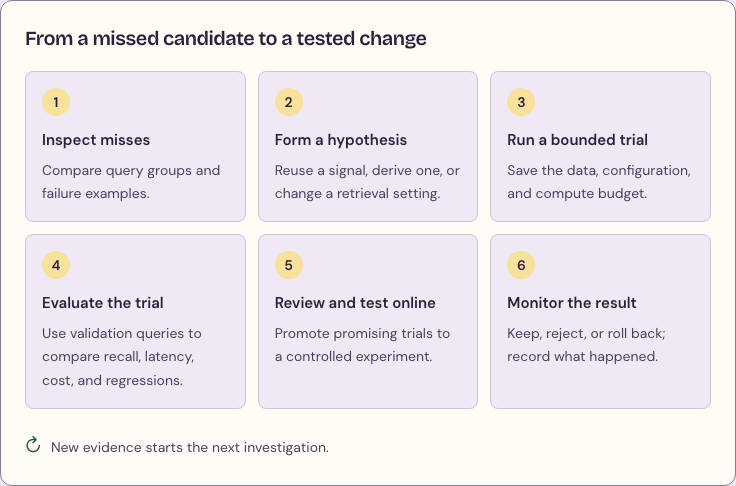 From a missed candidate to a tested change
1
Inspect misses
Compare query groups and
failure examples.
2
Form a hypothesis
Reuse a signal, derive one, or
change a retrieval setting.
3
Run a bounded trial
Save the data, configuration,
and compute budget.
4
Evaluate the trial
Use validation queries to
compare recall, latency,
cost, and regressions.
5
Review and test online
Promote promising trials to
a controlled experiment.
6
Monitor the result
Keep, reject, or roll back;
record what happened.
New evidence starts the next investigation.